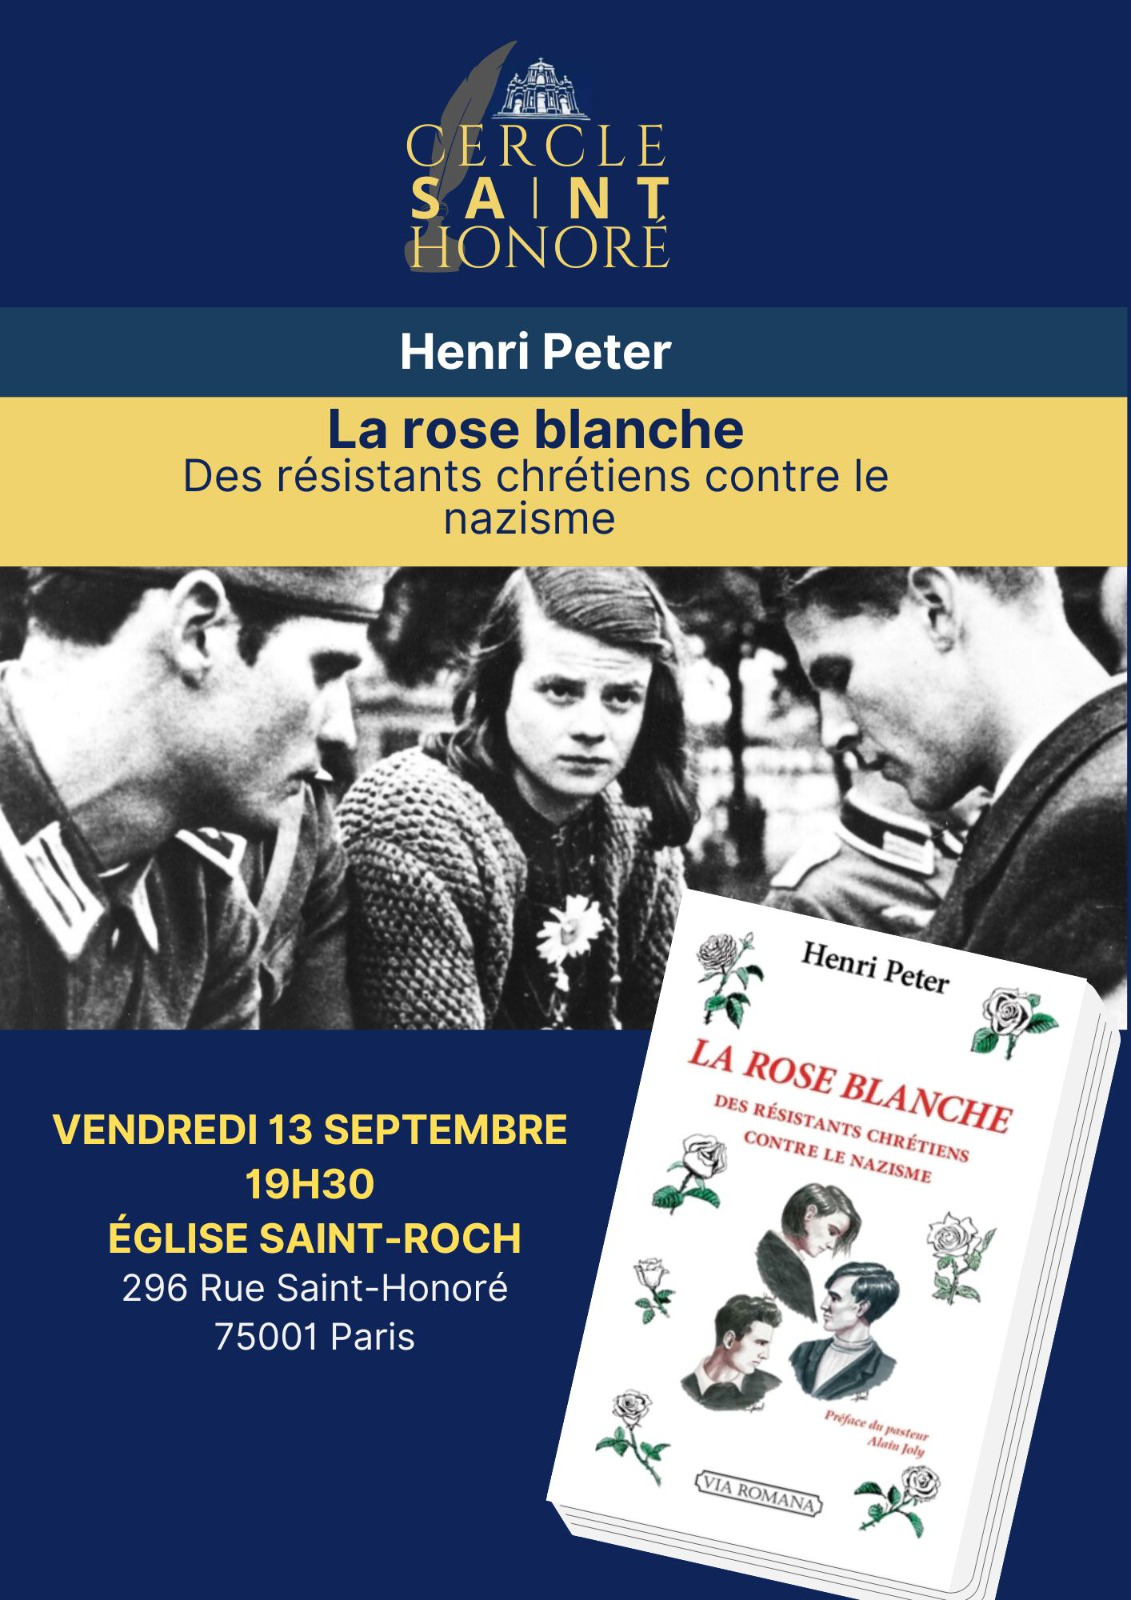 CERCLE
SAINT
HONORÉ
Henri Peter
La rose blanche
Des résistants chrétiens contre le
nazisme
Henri Peter
LA ROSE BLANCHE
DES RÉSISTANTS CHRÉTIENS
CONTRE LE NAZISME
Préface du pasteur
Alain Joly
VIA ROMANA
VENDREDI 13 SEPTEMBRE
19H30
ÉGLISE SAINT-ROCH
296 Rue Saint-Honoré
75001 Paris